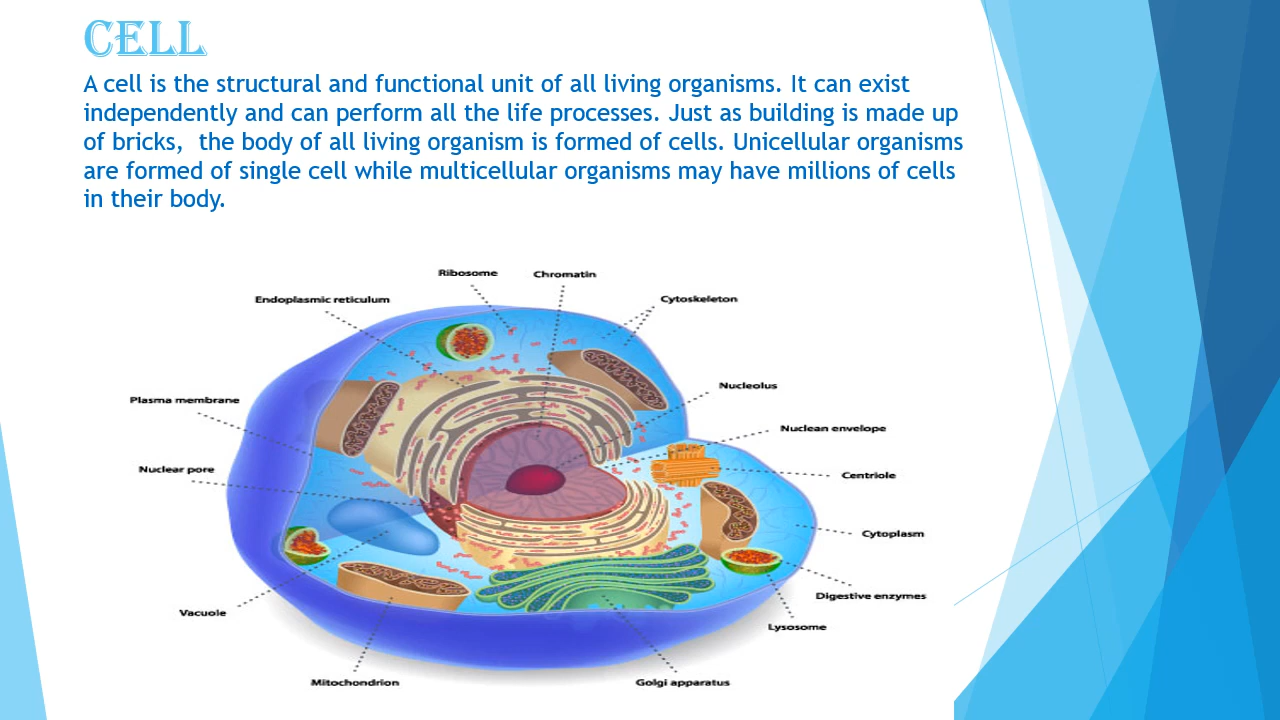 CELL
A cell is the structural and functional unit of all living organisms. It can exist
independently and can perform all the life processes. Just as building is made up
of bricks,  the body of all living organism is formed of cells. Unicellular organisms
are formed of single cell while multicellular organisms may have millions of cells
in their body.
Ribosome
Chromatin
Endoplasmic reticulum
Cytoskeleton
Nucleolus
Plasma membrane
Nuclean envelope
Nuclear pore
Centriole
Cytoplasm
Digestive enzymes
Vacuole
Lysosome
Mitochondrion
Golgi apparatus